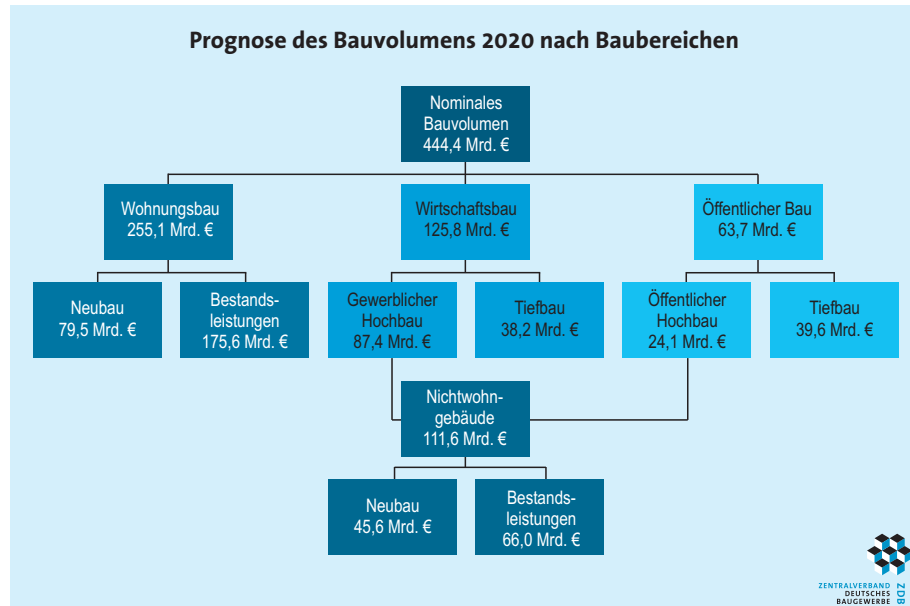 Prognose des Bauvolumens 2020 nach Baubereichen
Nominales
Bauvolumen
444,4 Mrd. €
Wohnungsbau
255,1 Mrd. €
Wirtschaftsbau
125,8 Mrd. €
Öffentlicher Bau
63,7 Mrd. €
Neubau
79,5 Mrd. €
Bestands-
leistungen
175,6 Mrd. €
Gewerblicher
Hochbau
87,4 Mrd. €
Tiefbau
38,2 Mrd. €
Öffentlicher
Hochbau
24,1 Mrd. €
Tiefbau
39,6 Mrd. €
Nichtwohn-
gebäude
111,6 Mrd. €
Neubau
45,6 Mrd. €
Bestands-
leistungen
66,0 Mrd. €
ZENTRALVERBAND
DEUTSCHES
BAUGEWERBE
ZDB